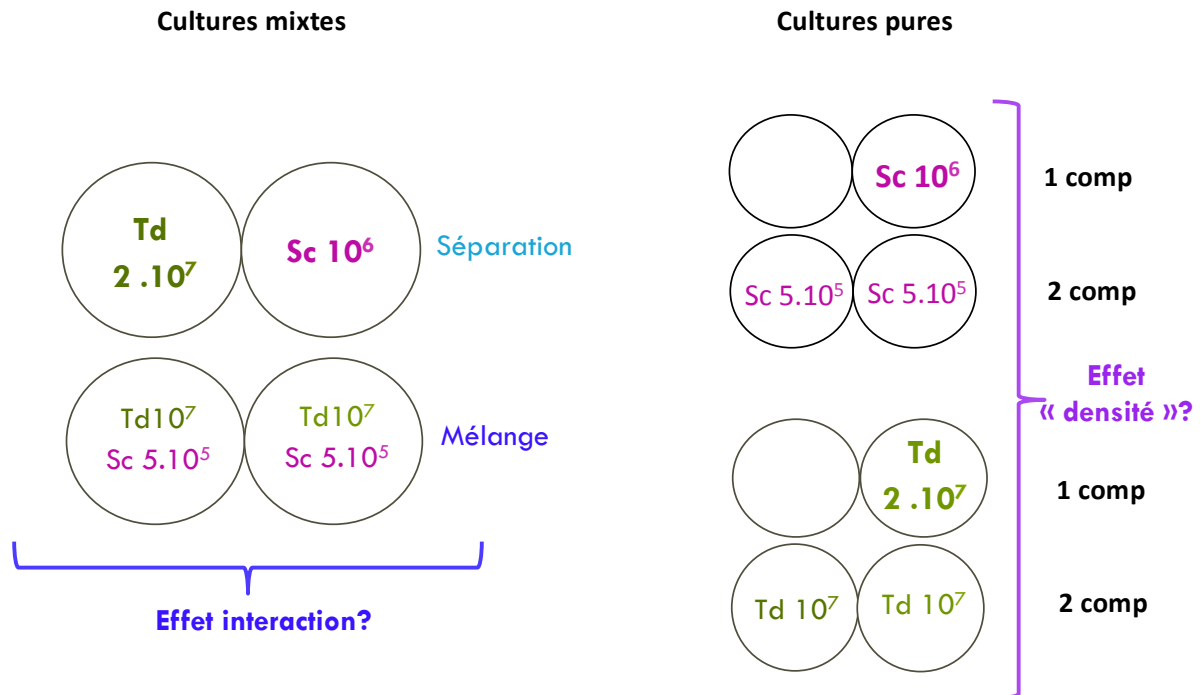 Cultures mixtes
Td
2 .10⁷
Sc 10⁶
Séparation
Td10⁷
Sc 5.10⁵
Td10⁷
Sc 5.10⁵
Mélange
Effet interaction?
Cultures pures
Sc 10⁶
1 comp
Sc 5.10⁵
Sc 5.10⁵
2 comp
Effet
« densité »?
Td
2 .10⁷
1 comp
Td 10⁷
Td 10⁷
2 comp